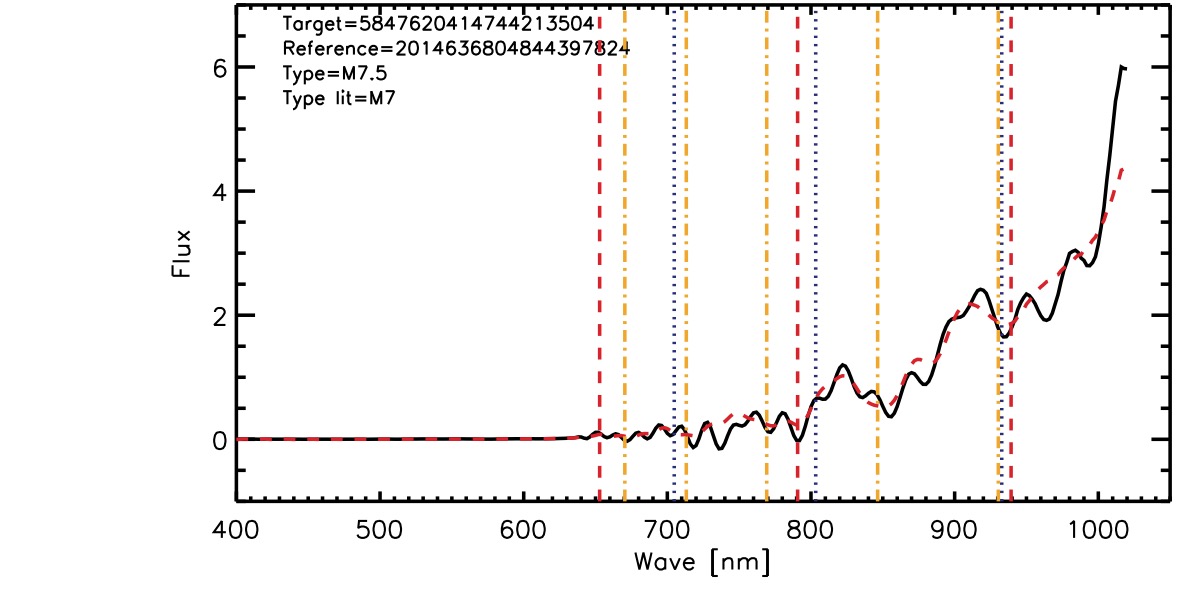 Target=5847620414744213504
Reference=2014636804844397824
Type=M7.5
Type lit=M7
6
4
2
0
Flux
400 500 600 700 800 900 1000
Wave [nm]